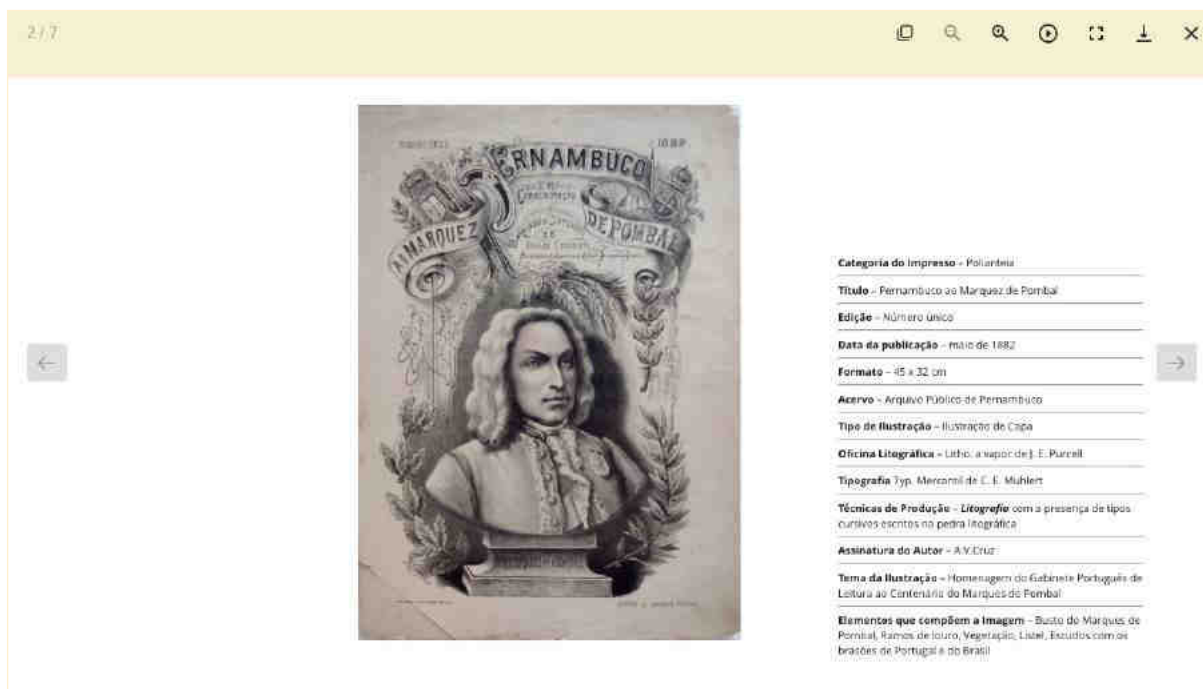 2 / 7
1882
PERNAMBUCO
AO MARQUEZ
DE POMBAL
Categoria do Impresso – Polianteia
Título – Pernambuco ao Marquez de Pombal
Edição – Número único
Data da publicação – maio de 1882
Formato – 45 x 32 cm
Acervo – Arquivo Público de Pernambuco
Tipo de Ilustração – Ilustração de Capa
Oficina Litográfica – Litho. a vapor de J. E. Purcell
Tipografia Typ. Mercantil de C. E. Muhlert
Técnicas de Produção – Litografia com a presença de tipos
cursivos escritos na pedra litográfica
Assinatura do Autor – A.V.Cruz
Tema da Ilustração – Homenagem do Gabinete Português de
Leitura ao Centenário do Marques de Pombal
Elementos que compõem a Imagem – Busto do Marques de
Pombal, Ramos de louro, Vegetação, Listel, Escudos com os
brasões de Portugal e do Brasil